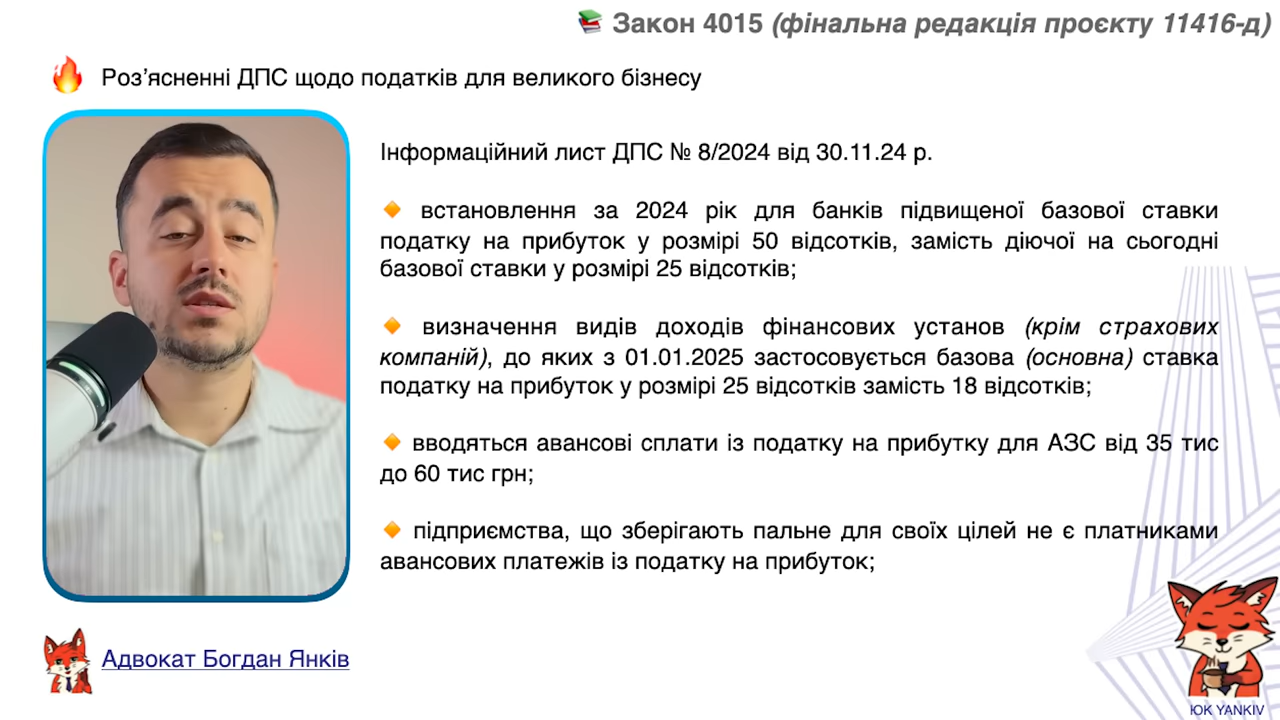 Закон 4015 (фінальна редакція проєкту 11416-д)
Роз’ясненні ДПС щодо податків для великого бізнесу
Інформаційний лист ДПС № 8/2024 від 30.11.24 р.
встановлення за 2024 рік для банків підвищеної базової ставки
податку на прибуток у розмірі 50 відсотків, замість діючої на сьогодні
базової ставки у розмірі 25 відсотків;
визначення видів доходів фінансових установ (крім страхових
компаній), до яких з 01.01.2025 застосовується базова (основна) ставка
податку на прибуток у розмірі 25 відсотків замість 18 відсотків;
вводяться авансові сплати із податку на прибутку для АЗС від 35 тис
до 60 тис грн;
підприємства, що зберігають пальне для своїх цілей не є платниками
авансових платежів із податку на прибуток;
Адвокат Богдан Янків
ЮК YANKIV